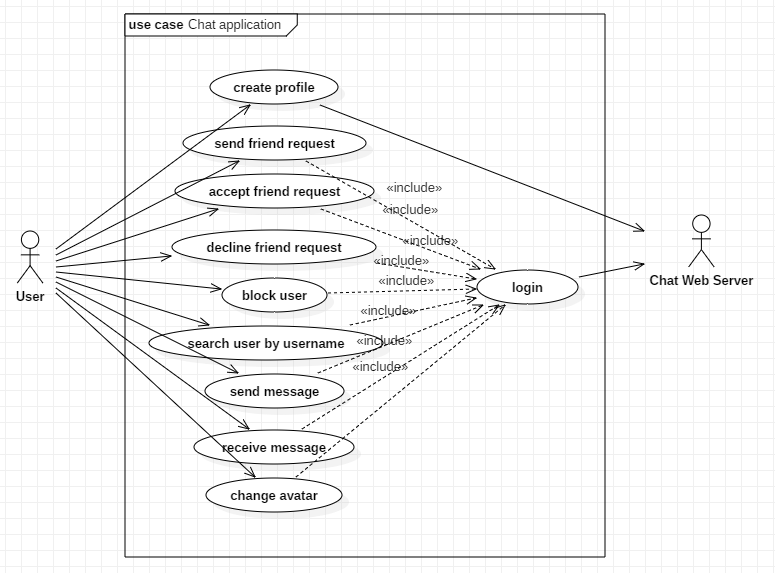 use case Chat application
create profile
send friend request
«include»
accept friend request
«include»
decline friend request
«include»
«include»
block user
«include»
login
search user by username
«include»
«include»
send message
«include»
receive message
change avatar
User
Chat Web Server